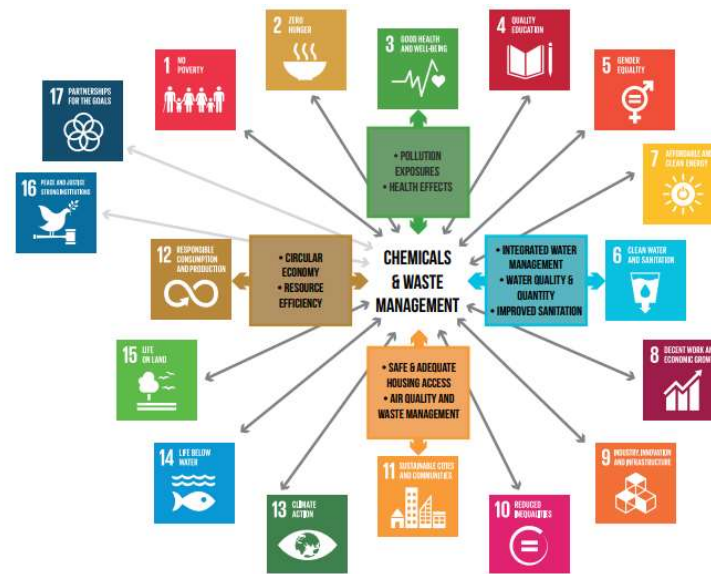 1 NO
POVERTY
2 ZERO
HUNGER
3 GOOD HEALTH
AND WELL-BEING
4 QUALITY
EDUCATION
5 GENDER
EQUALITY
17 PARTNERSHIPS
FOR THE GOALS
16 PEACE AND JUSTICE
STRONG INSTITUTIONS
7 AFFORDABLE AND
CLEAN ENERGY
• POLLUTION
EXPOSURES
• HEALTH EFFECTS
12 RESPONSIBLE
CONSUMPTION
AND PRODUCTION
• CIRCULAR
ECONOMY
• RESOURCE
EFFICIENCY
CHEMICALS
& WASTE
MANAGEMENT
• INTEGRATED WATER
MANAGEMENT
• WATER QUALITY &
QUANTITY
• IMPROVED SANITATION
6 CLEAN WATER
AND SANITATION
15 LIFE
ON LAND
• SAFE & ADEQUATE
HOUSING ACCESS
• AIR QUALITY AND
WASTE MANAGEMENT
8 DECENT WORK AN
ECONOMIC GROW
14 LIFE BELOW
WATER
13 CLIMATE
ACTION
11 SUSTAINABLE CITIES
AND COMMUNITIES
10 REDUCED
INEQUALITIES
9 INDUSTRY, INNOVATION
AND INFRASTRUCTURE